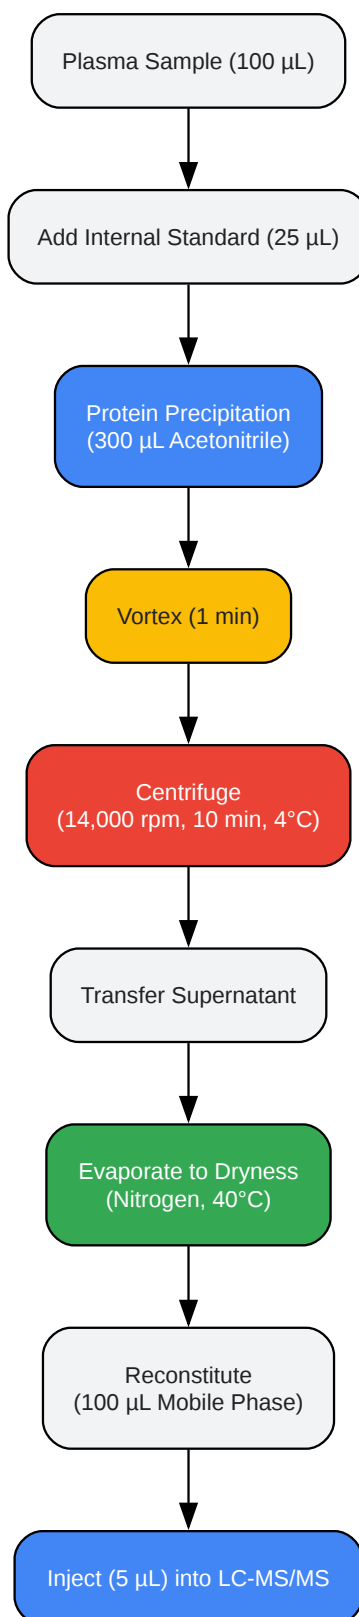 Plasma Sample (100 µL)
Add Internal Standard (25 µL)
Protein Precipitation
(300 µL Acetonitrile)
Vortex (1 min)
Centrifuge
(14,000 rpm, 10 min, 4°C)
Transfer Supernatant
Evaporate to Dryness
(Nitrogen, 40°C)
Reconstitute
(100 µL Mobile Phase)
Inject (5 µL) into LC-MS/MS